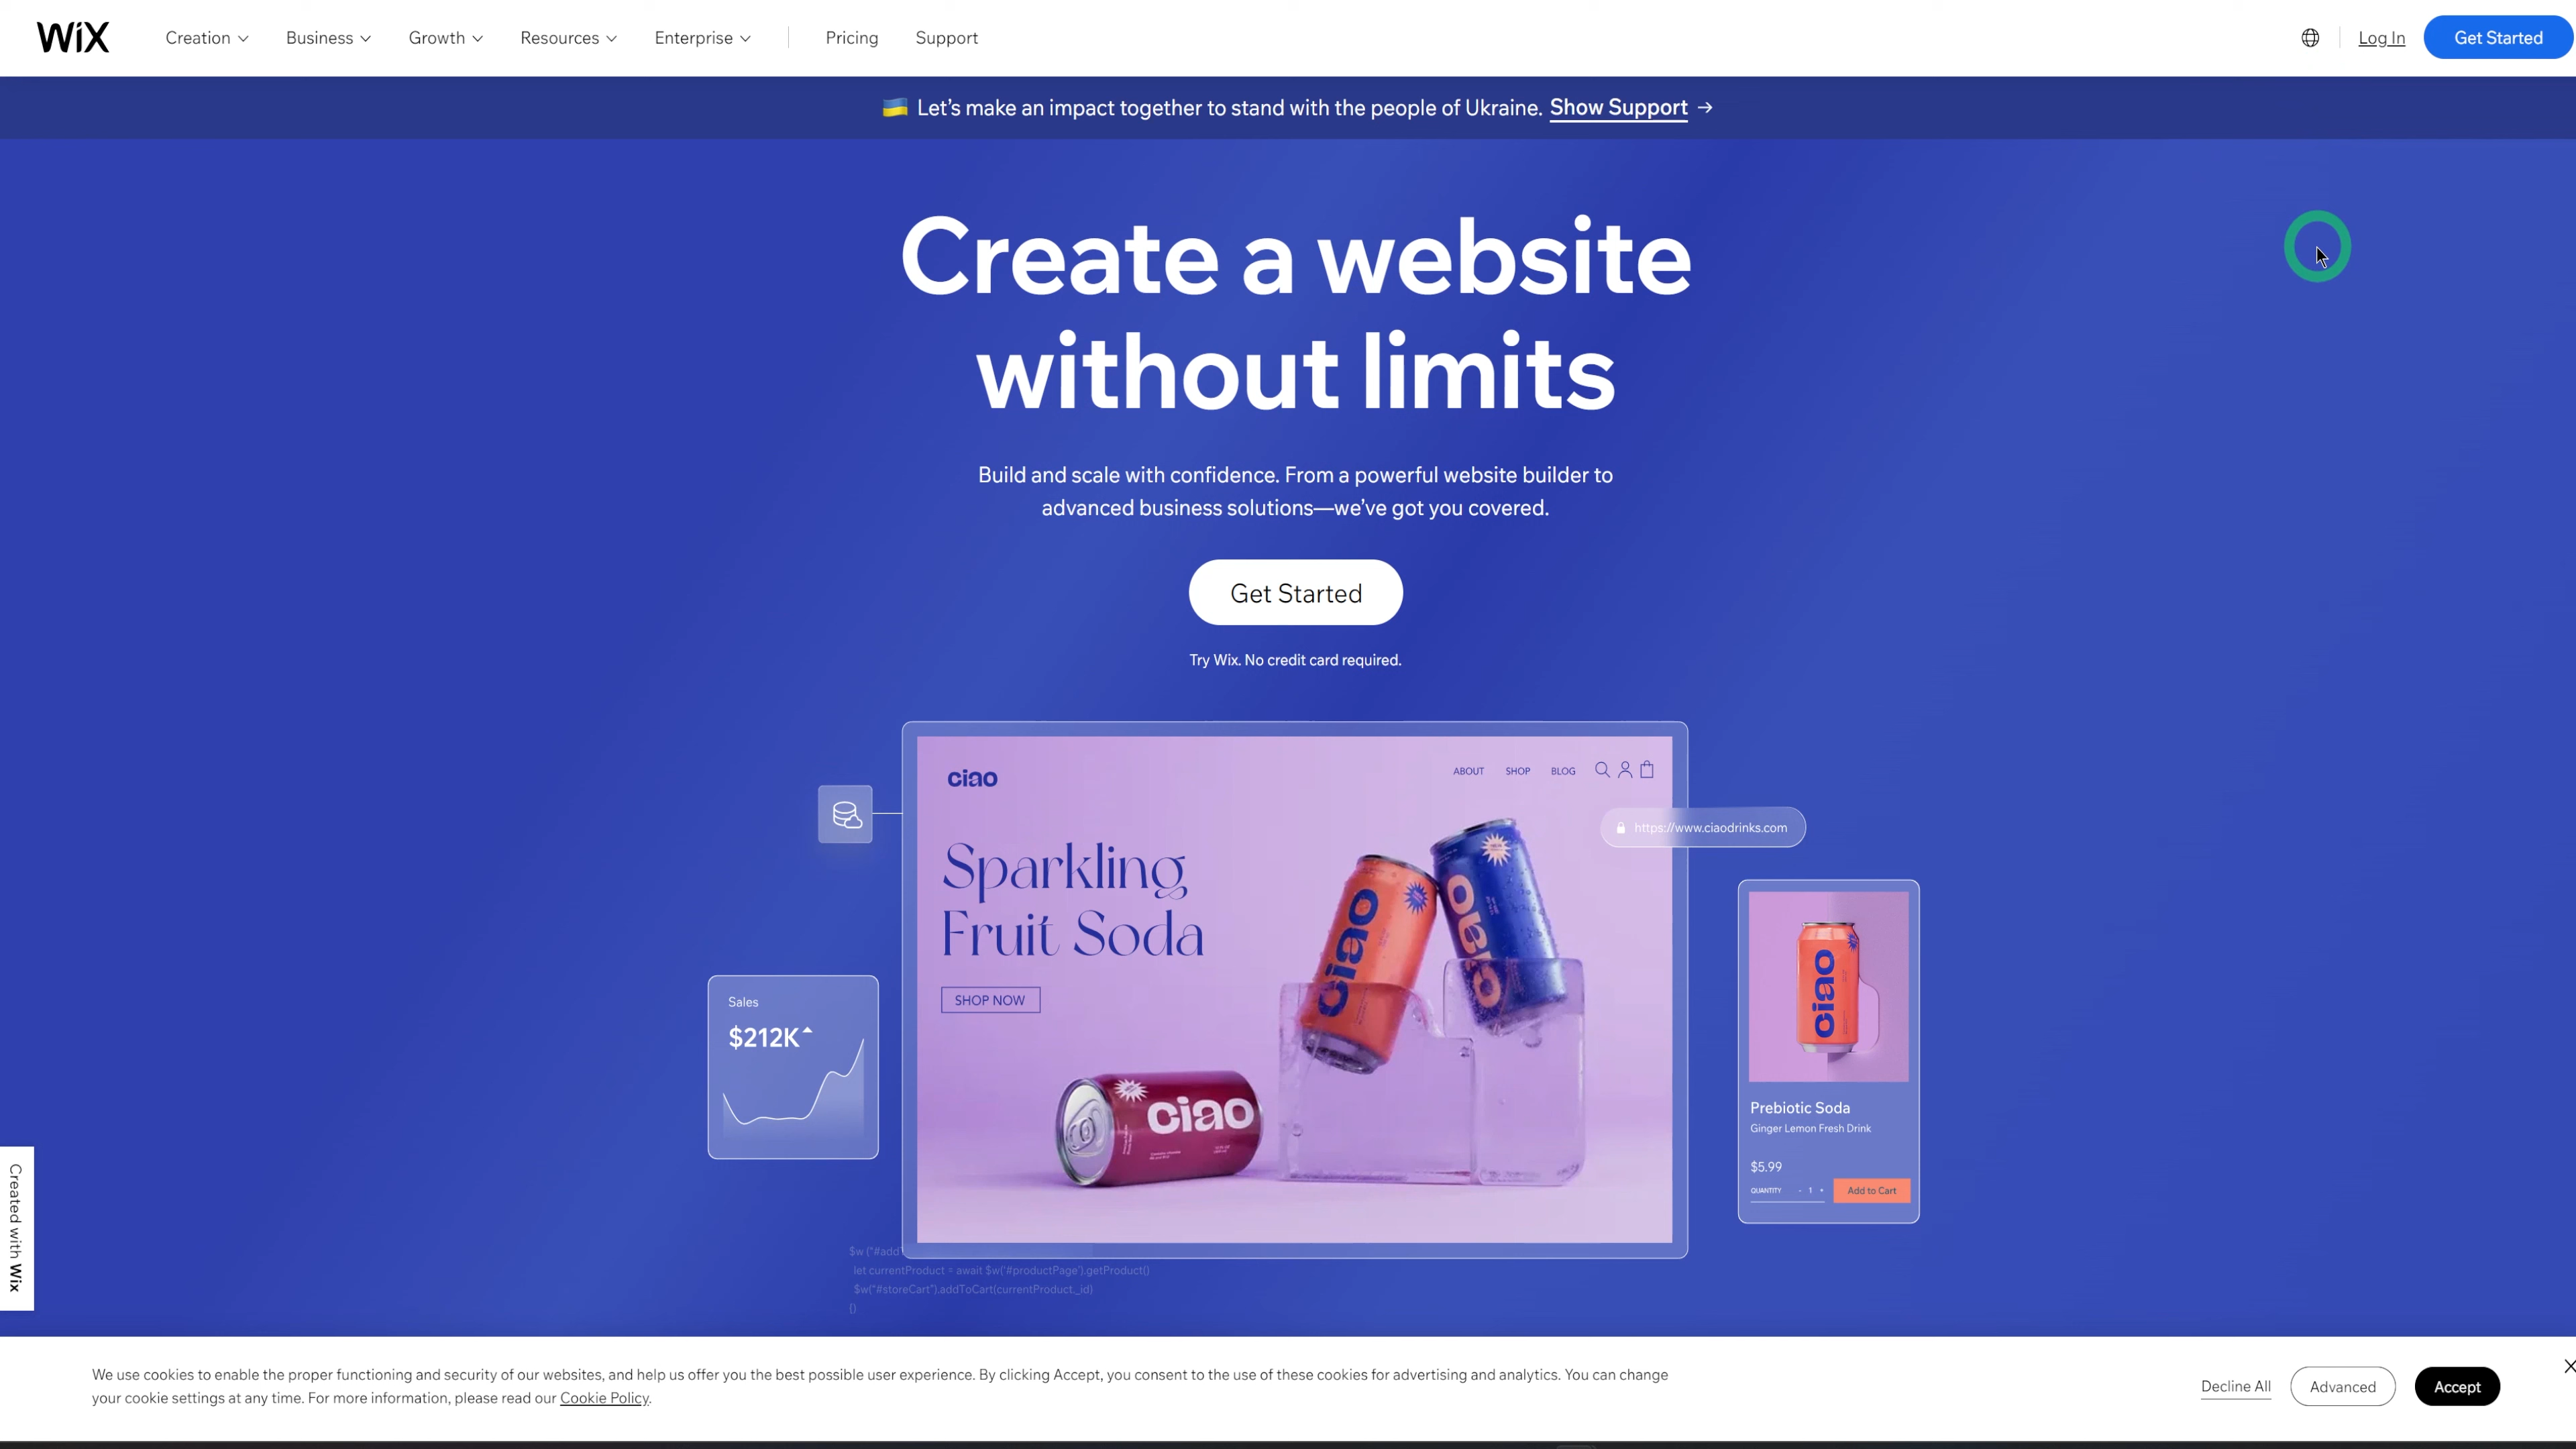 WiX
Creation
Business
Growth
Resources
Enterprise
Pricing
Support
Log In
Get Started
Let's make an impact together to stand with the people of Ukraine. Show Support →
Create a website
without limits
Build and scale with confidence. From a powerful website builder to
advanced business solutions—we've got you covered.
Get Started
Try Wix. No credit card required.
ciao
ABOUT
SHOP
BLOG
https://www.ciaodrinks.com
Sparkling
Fruit Soda
SHOP NOW
ciao
ciao
ciao
ciao
Sales
$212K
Prebiotic Soda
Ginger Lemon Fresh Drink
$5.99
QUANTITY - 1 +
Add to Cart
$w ("#add
let currentProduct = await $w('#productPage').getProduct()
$w("#storeCart").addToCart(currentProduct._id)
{)
Created with Wix
We use cookies to enable the proper functioning and security of our websites, and help us offer you the best possible user experience. By clicking Accept, you consent to the use of these cookies for advertising and analytics. You can change
your cookie settings at any time. For more information, please read our Cookie Policy.
Decline All
Advanced
Accept